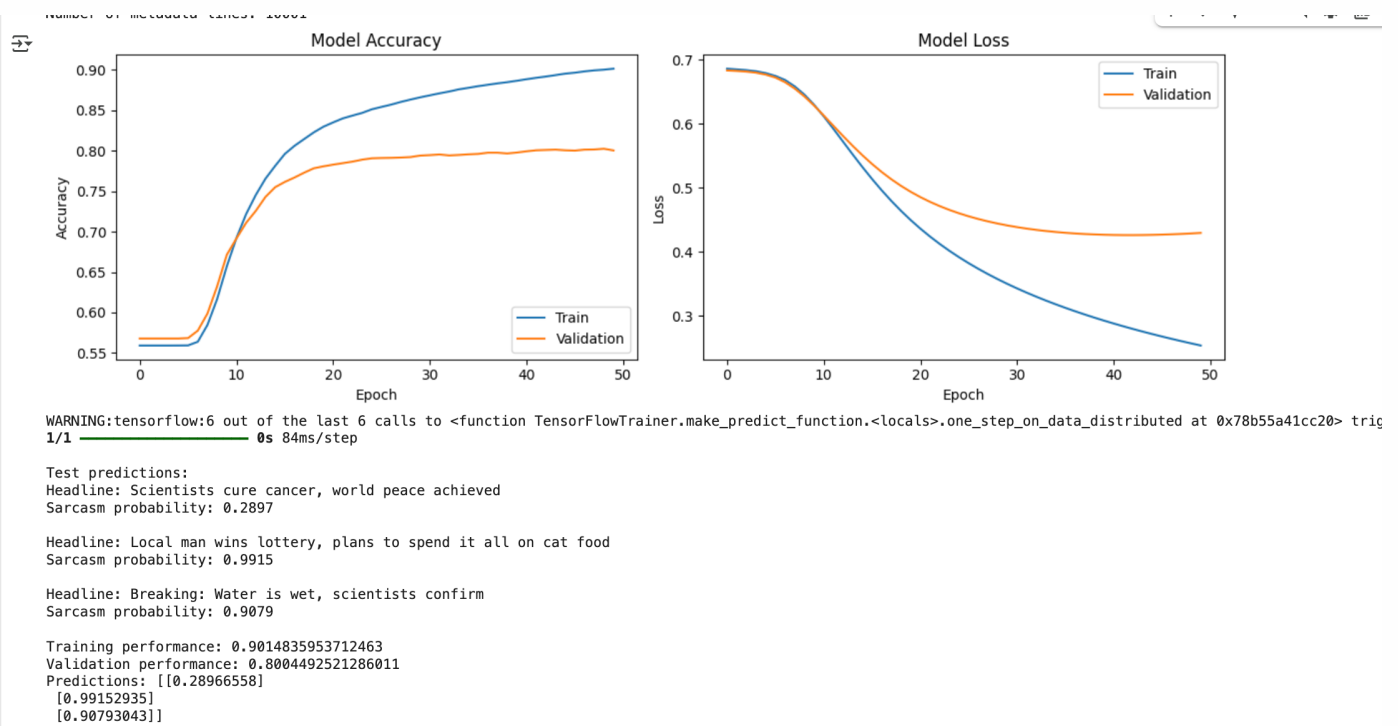 Number of metadata lines: 10001
Model Accuracy
0.90
0.85
0.80
0.75
0.70
0.65
0.60
0.55
Accuracy
Train
Validation
0 10 20 30 40 50
Epoch
Model Loss
0.7
0.6
0.5
0.4
0.3
Loss
Train
Validation
0 10 20 30 40 50
Epoch
WARNING:tensorflow:6 out of the last 6 calls to <function TensorFlowTrainer.make_predict_function.<locals>.one_step_on_data_distributed at 0x78b55a41cc20> trig
1/1 0s 84ms/step
Test predictions:
Headline: Scientists cure cancer, world peace achieved
Sarcasm probability: 0.2897
Headline: Local man wins lottery, plans to spend it all on cat food
Sarcasm probability: 0.9915
Headline: Breaking: Water is wet, scientists confirm
Sarcasm probability: 0.9079
Training performance: 0.9014835953712463
Validation performance: 0.8004492521286011
Predictions: [[0.28966558]
[0.99152935]
[0.90793043]]